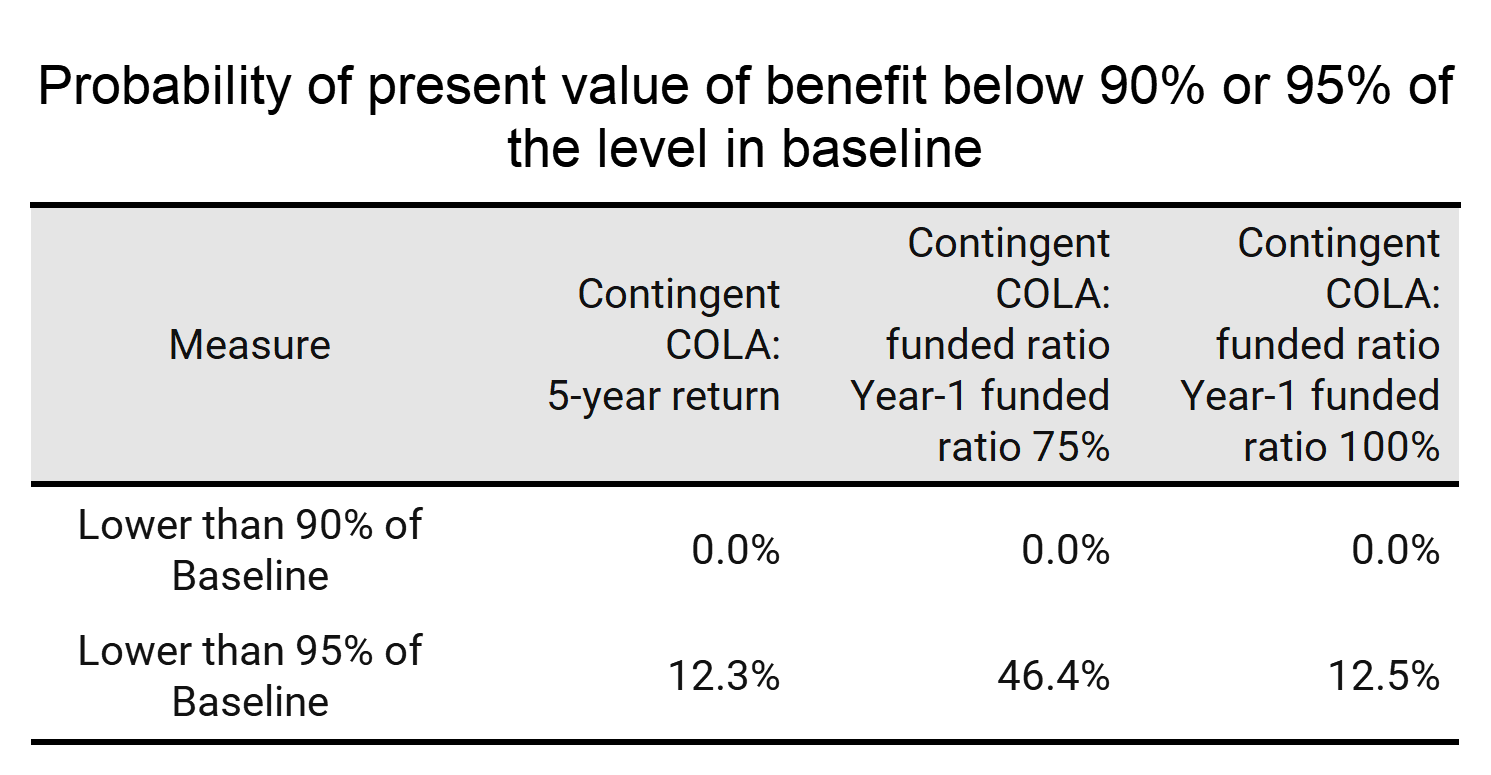 Probability of present value of benefit below 90% or 95% of
the level in baseline
Measure
Contingent
COLA:
5-year return
Contingent
COLA:
funded ratio
Year-1 funded
ratio 75%
Contingent
COLA:
funded ratio
Year-1 funded
ratio 100%
Lower than 90% of
Baseline
0.0%
0.0%
0.0%
Lower than 95% of
Baseline
12.3%
46.4%
12.5%